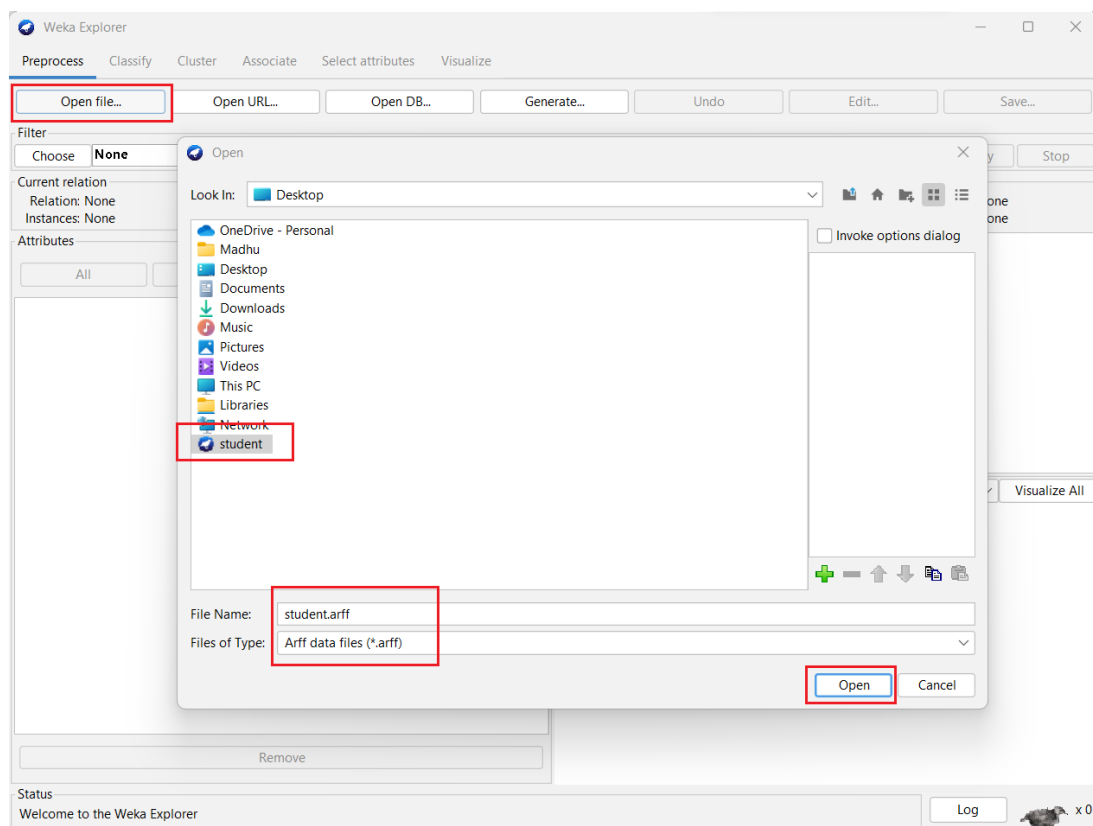 Weka Explorer
Preprocess Classify Cluster Associate Select attributes Visualize
Open file... Open URL... Open DB... Generate... Undo Edit... Save...
Filter
Choose None
y Stop
Open
Current relation
Relation: None
Instances: None
one
one
Attributes
All
Look In: Desktop
OneDrive - Personal
Madhu
Desktop
Documents
Downloads
Music
Pictures
Videos
This PC
Libraries
Network
student
Invoke options dialog
File Name: student.arff
Files of Type: Arff data files (*.arff)
Open Cancel
Visualize All
Remove
Status
Welcome to the Weka Explorer
Log x 0